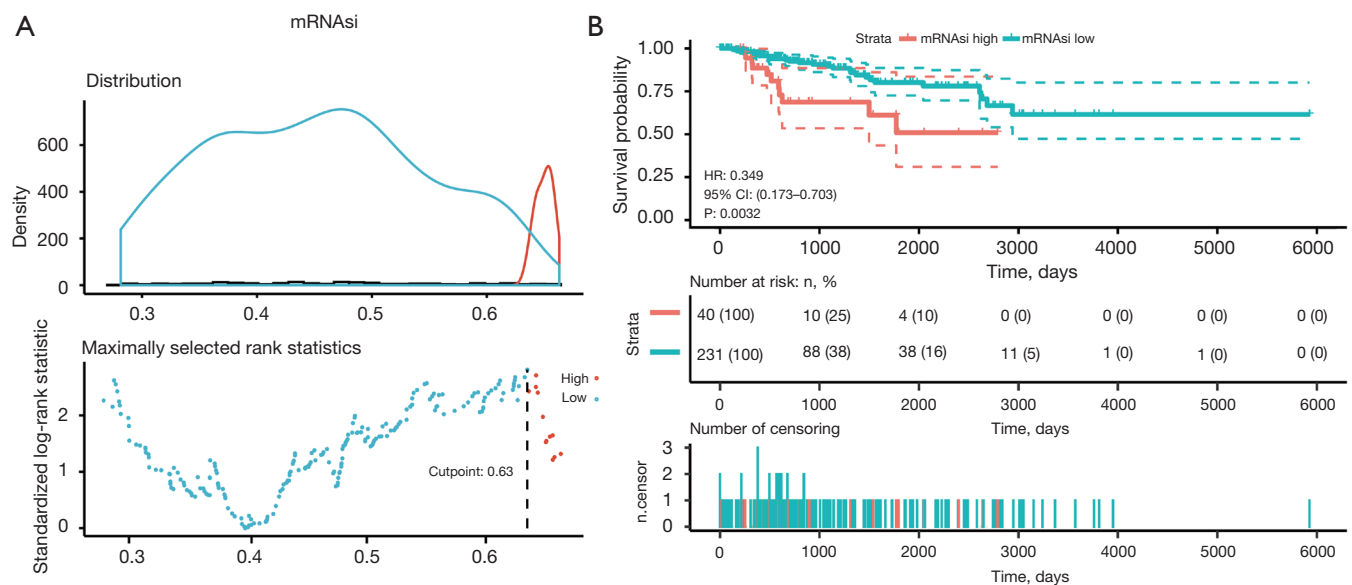 A
mRNAsi
Distribution
Density
600
400
200
0
0.3 0.4 0.5 0.6
Maximally selected rank statistics
Standardized log-rank statistic
2
1
0
High
Low
Cutpoint: 0.63
0.3 0.4 0.5 0.6
B
Strata mRNAsi high mRNAsi low
Survival probability
1.00
0.75
0.50
0.25
0.00
HR: 0.349
95% CI: (0.173–0.703)
P: 0.0032
0 1000 2000 3000 4000 5000 6000
Time, days
Number at risk: n, %
Strata
40 (100) 10 (25) 4 (10) 0 (0) 0 (0) 0 (0) 0 (0)
231 (100) 88 (38) 38 (16) 11 (5) 1 (0) 1 (0) 0 (0)
0 1000 2000 3000 4000 5000 6000
Time, days
Number of censoring
n.censor
3
2
1
0
0 1000 2000 3000 4000 5000 6000
Time, days